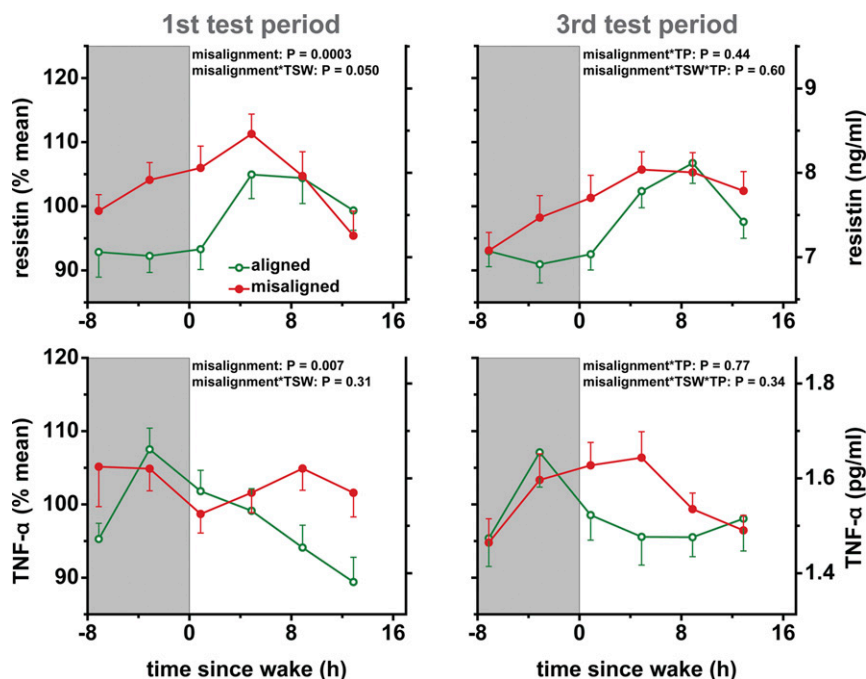 1st test period
3rd test period
misalignment: P = 0.0003
misalignment*TSW: P = 0.050
misalignment*TP: P = 0.44
misalignment*TSW*TP: P = 0.60
resistin (% mean)
120
110
100
90
aligned
misaligned
9
8
7
resistin (ng/ml)
-8 0 8 16
-8 0 8 16
misalignment: P = 0.007
misalignment*TSW: P = 0.31
misalignment*TP: P = 0.77
misalignment*TSW*TP: P = 0.34
TNF-α (% mean)
120
110
100
90
1.8
1.6
1.4
TNF-α (pg/ml)
-8 0 8 16
-8 0 8 16
time since wake (h)
time since wake (h)